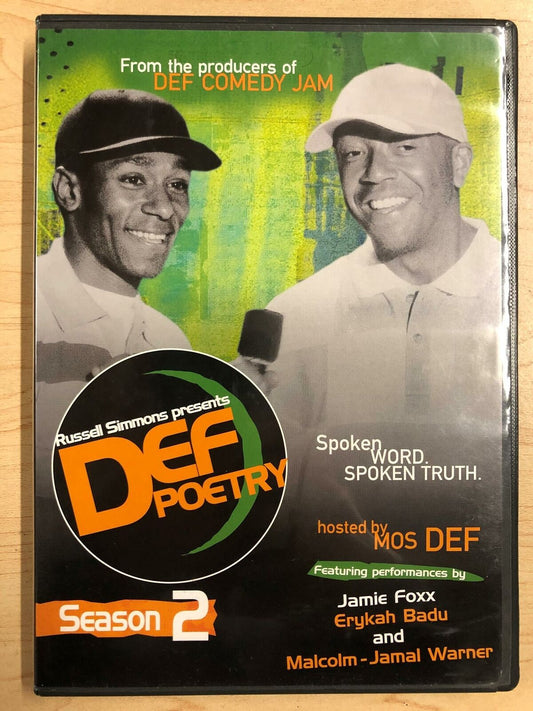 From the producers of
DEF COMEDY JAM
Russell Simmons presents
DEF
POETRY
Spoken
WORD.
SPOKEN TRUTH.
hosted by
MOS DEF
Featuring performances by
Jamie Foxx
Erykah Badu
and
Malcolm-Jamal Warner
Season 2